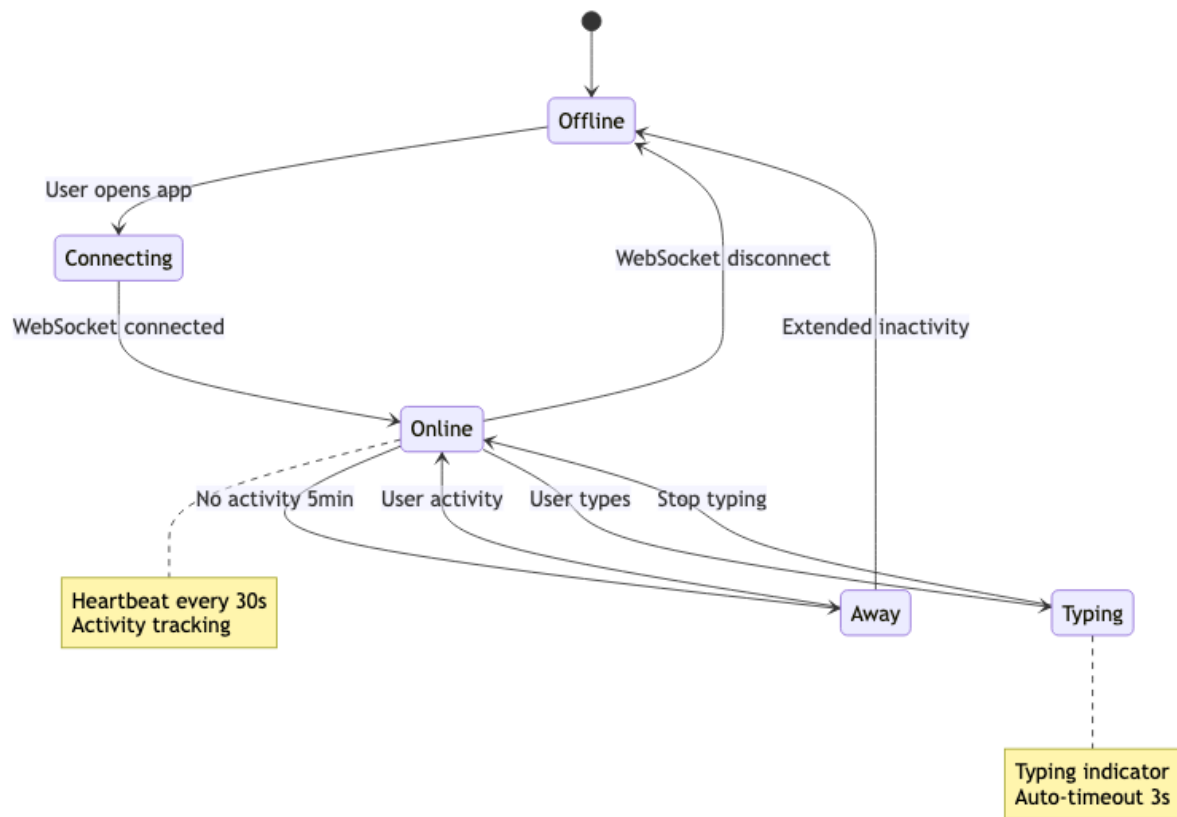 Offline
User opens app
Connecting
WebSocket disconnect
WebSocket connected
Extended inactivity
Online
No activity 5min
User activity
User types
Stop typing
Heartbeat every 30s
Activity tracking
Away
Typing
Typing indicator
Auto-timeout 3s